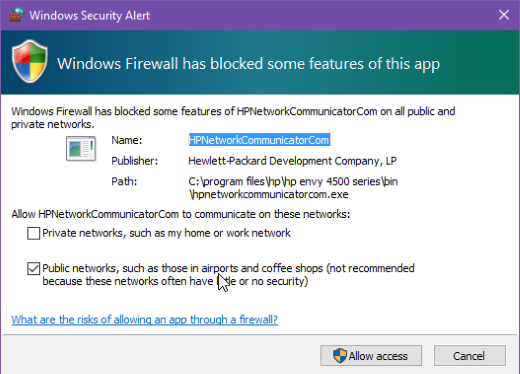 Windows Security Alert
Windows Firewall has blocked some features of this app
Windows Firewall has blocked some features of HPNetworkCommunicatorCom on all public and
private networks.
Name: HPNetworkCommunicatorCom
Publisher: Hewlett-Packard Development Company, LP
Path: C:\program files\hp\hp envy 4500 series\bin
\hpnetworkcommunicatorcom.exe
Allow HPNetworkCommunicatorCom to communicate on these networks:
Private networks, such as my home or work network
Public networks, such as those in airports and coffee shops (not recommended
because these networks often have little or no security)
What are the risks of allowing an app through a firewall?
Allow access Cancel